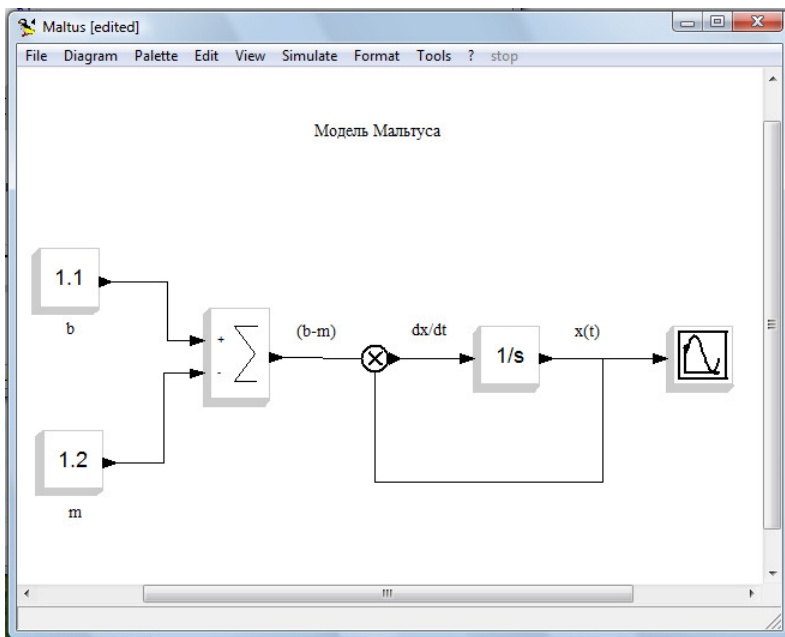 Maltus [edited]
File Diagram Palette Edit View Simulate Format Tools ? stop
Модель Мальтуса
1.1
b
+
-
(b-m)
dx/dt
1/s
x(t)
1.2
m